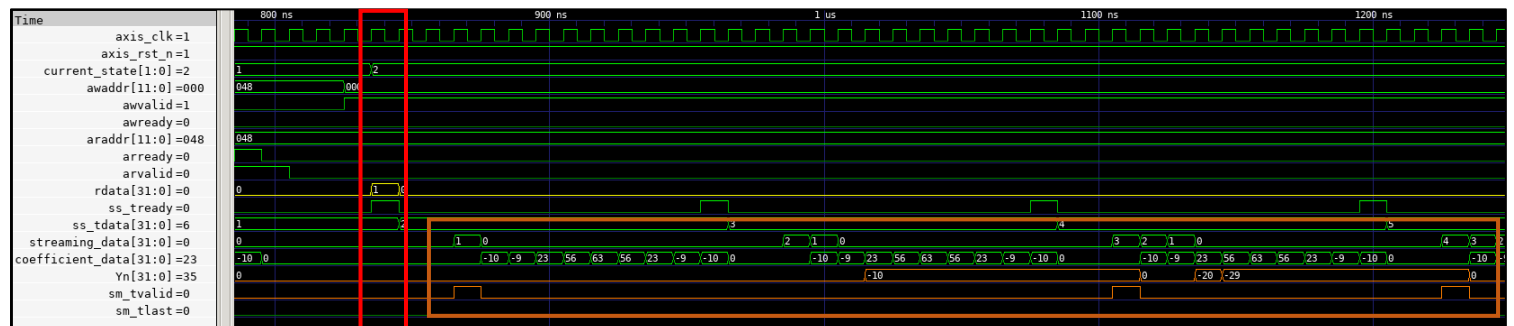 Time 800 ns 900 ns 1 us 1100 ns 1200 ns
axis_clk=1
axis_rst_n=1
current_state[1:0]=2 1 2
awaddr[11:0]=000 048 000
awvalid=1
awready=0
araddr[11:0]=048 048
arready=0
arvalid=0
rdata[31:0]=0 0 1 0
ss_tready=0
ss_tdata[31:0]=6 1 2 3 4 5
streaming_data[31:0]=0 0 1 0 2 1 0 3 2 1 0 4 3 2
coefficient_data[31:0]=23 -10 0 -10 -9 23 56 63 56 23 -9 -10 0 -10 -9 23 56 63 56 23 -9 -10 0 -10 -9 23 56 63 56 23 -9 -10 0 -10
Yn[31:0]=35 0 -10 0 -20 -29 0
sm_tvalid=0
sm_tlast=0